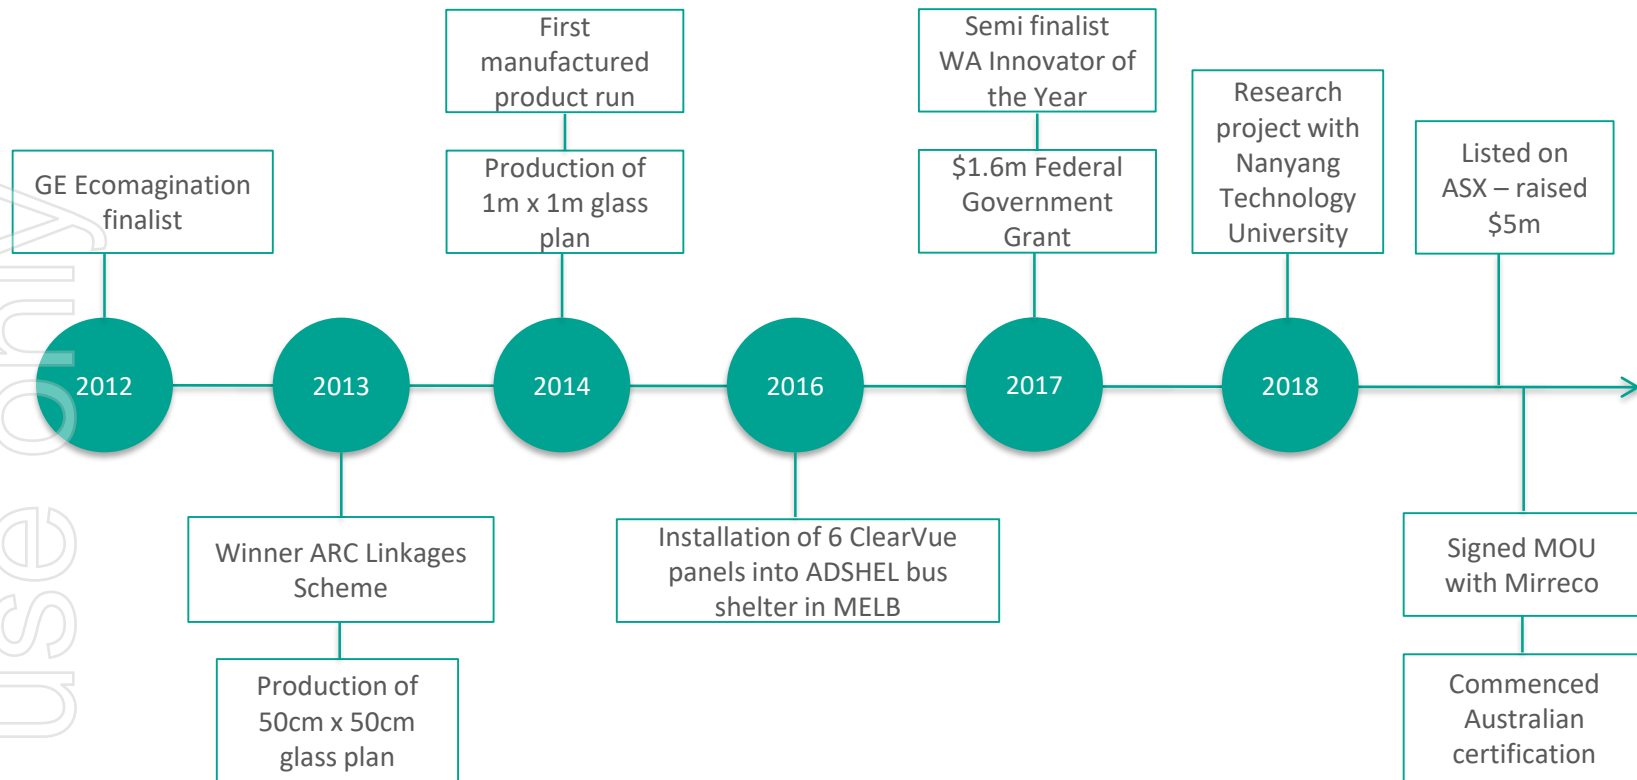 First
manufactured
product run
Semi finalist
WA Innovator of
the Year
GE Ecomagination
finalist
Production of
1m x 1m glass
plan
$1.6m Federal
Government
Grant
Research
project with
Nanyang
Technology
University
Listed on
ASX – raised
$5m
2012
2013
2014
2016
2017
2018
Winner ARC Linkages
Scheme
Installation of 6 ClearVue
panels into ADSHEL bus
shelter in MELB
Signed MOU
with Mirreco
Production of
50cm x 50cm
glass plan
Commenced
Australian
certification
use only